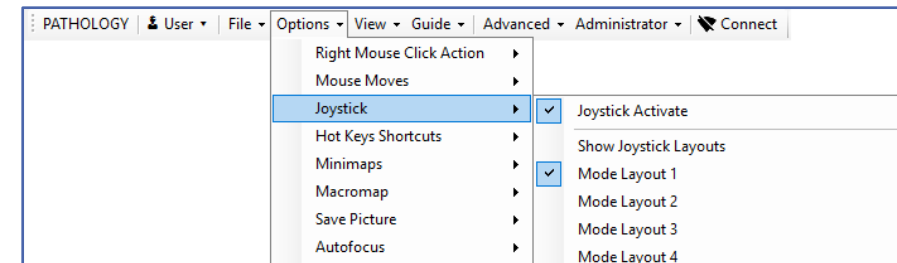 PATHOLOGY User File Options View Guide Advanced Administrator Connect
Right Mouse Click Action
Mouse Moves
Joystick Joystick Activate
Hot Keys Shortcuts Show Joystick Layouts
Minimaps Mode Layout 1
Macromap Mode Layout 2
Save Picture Mode Layout 3
Autofocus Mode Layout 4